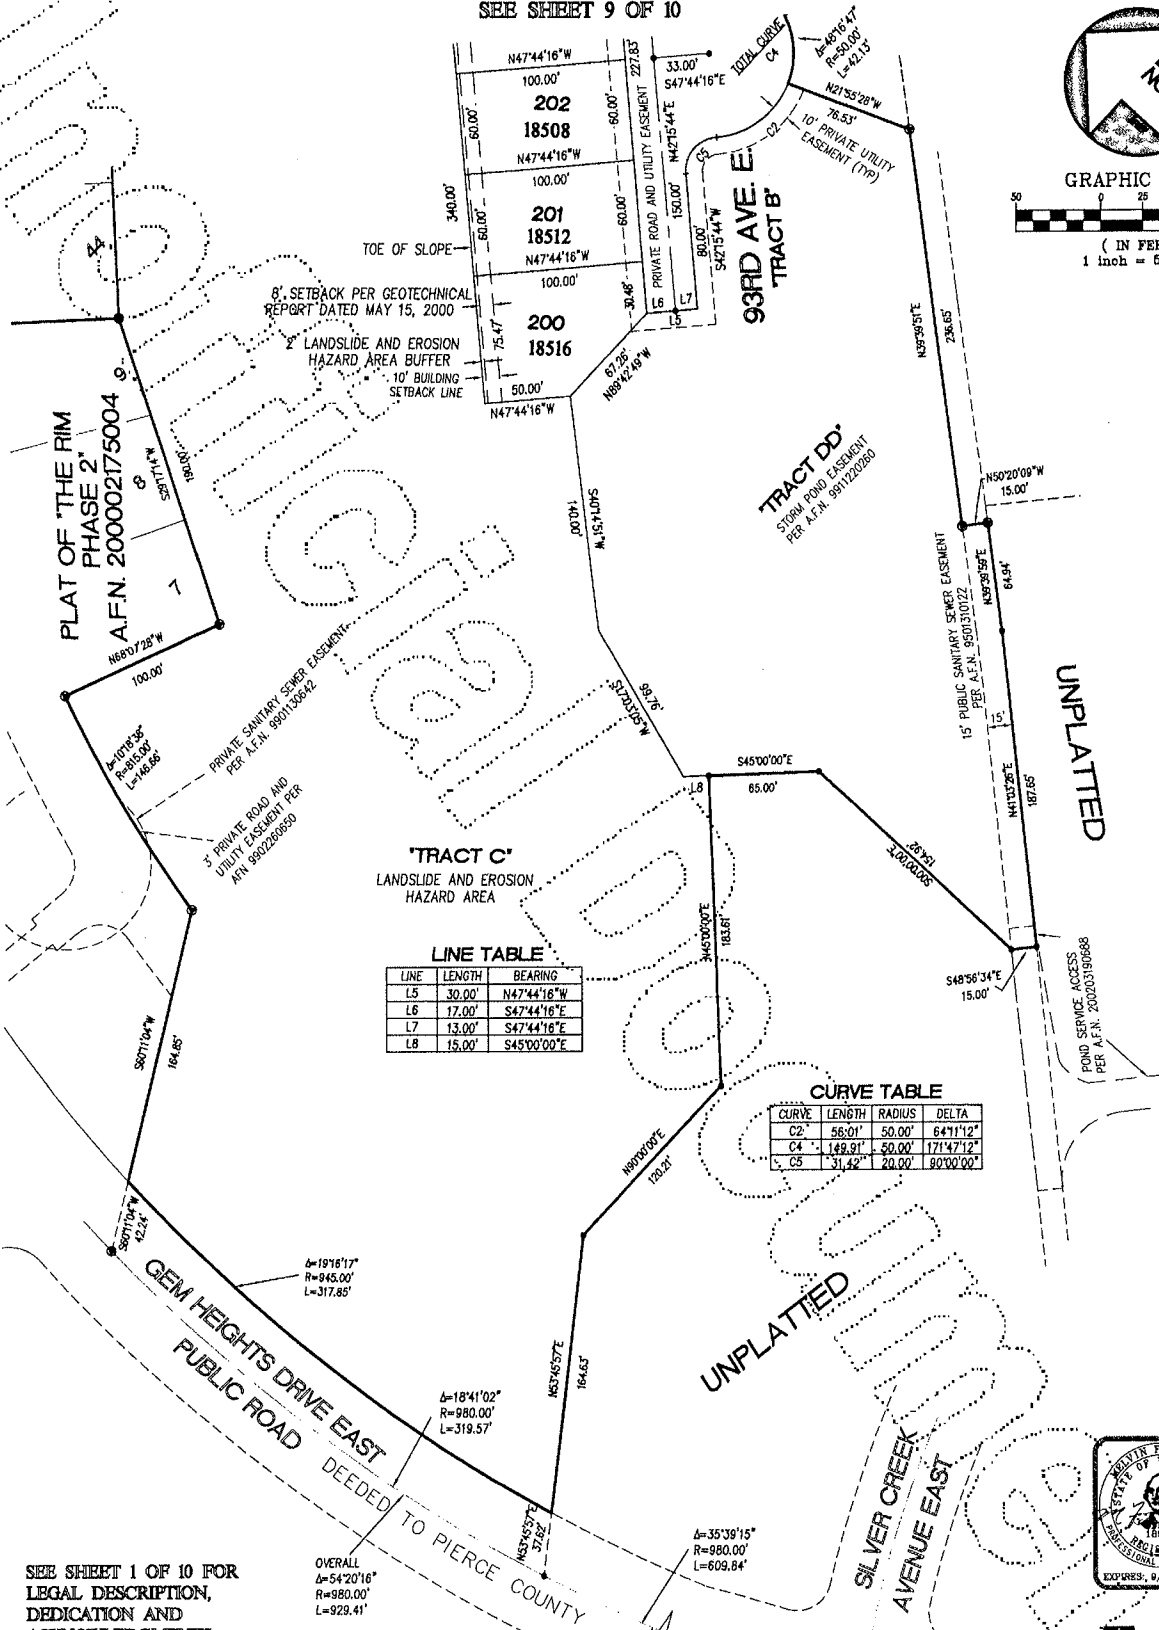 SEE SHEET 9 OF 10
N47°44'16"W
100.00'
202
18508
60.00'
60.00'
227.83'
33.00'
S47°44'16"E
TOTAL CURVE
C4
Δ=48°16'47"
R=50.00'
L=42.13'
N21°55'28"W
76.53'
10' PRIVATE UTILITY
EASEMENT (TYP)
C2
C5
N47°44'16"W
100.00'
201
18512
60.00'
60.00'
340.00'
PRIVATE ROAD AND UTILITY EASEMENT
N42°15'44"E
150.00'
80.00'
S42°15'44"W
93RD AVE. E.
"TRACT B"
GRAPHIC
50
0
25
( IN FEE
1 inch = 5
TOE OF SLOPE
N47°44'16"W
100.00'
8' SETBACK PER GEOTECHNICAL
REPORT DATED MAY 15, 2000
200
18516
75.47'
30.48'
L6
L7
L5
2' LANDSLIDE AND EROSION
HAZARD AREA BUFFER
10' BUILDING
SETBACK LINE
50.00'
N47°44'16"W
67.26'
N89°42'49"W
N39°39'51"E
236.65'
44
9
8
7
S29°17'14"W
190.00'
PLAT OF "THE RIM
PHASE 2"
A.F.N. 200002175004
S40°14'51"W
140.00'
"TRACT DD"
STORM POND EASEMENT
PER A.F.N. 9911220260
N50°20'09"W
15.00'
N39°39'59"E
64.94'
15' PUBLIC SANITARY SEWER EASEMENT
PER A.F.N. 9501310122
15'
UNPLATTED
N68°07'28"W
100.00'
PRIVATE SANITARY SEWER EASEMENT
PER A.F.N. 9901130642
Δ=10°18'38"
R=815.00'
L=146.66'
3' PRIVATE ROAD AND
UTILITY EASEMENT PER
AFN 9902260650
S17°03'05"W
99.76'
S45°00'00"E
65.00'
L8
N41°03'26"E
187.65'
S00°00'00"E
154.92'
"TRACT C"
LANDSLIDE AND EROSION
HAZARD AREA
N45°00'00"E
183.61'
LINE TABLE
LINE LENGTH BEARING
L5 30.00' N47°44'16"W
L6 17.00' S47°44'16"E
L7 13.00' S47°44'16"E
L8 15.00' S45°00'00"E
S48°56'34"E
15.00'
POND SERVICE ACCESS
PER A.F.N. 200203190688
S60°11'04"W
164.85'
CURVE TABLE
CURVE LENGTH RADIUS DELTA
C2 56.01' 50.00' 64°11'12"
C4 149.91' 50.00' 171°47'12"
C5 31.42' 20.00' 90°00'00"
N90°00'00"E
120.21'
S60°11'04"W
42.24'
Δ=19°16'17"
R=945.00'
L=317.85'
GEM HEIGHTS DRIVE EAST
PUBLIC ROAD
DEEDED TO PIERCE COUNTY
N53°45'57"E
164.63'
UNPLATTED
Δ=18°41'02"
R=980.00'
L=319.57'
N53°45'57"E
37.62'
SILVER CREEK
AVENUE EAST
Δ=35°39'15"
R=980.00'
L=609.84'
OVERALL
Δ=54°20'16"
R=980.00'
L=929.41'
SEE SHEET 1 OF 10 FOR
LEGAL DESCRIPTION,
DEDICATION AND
MELVIN
STATE OF
PROFESSIONAL
EXPIRES: